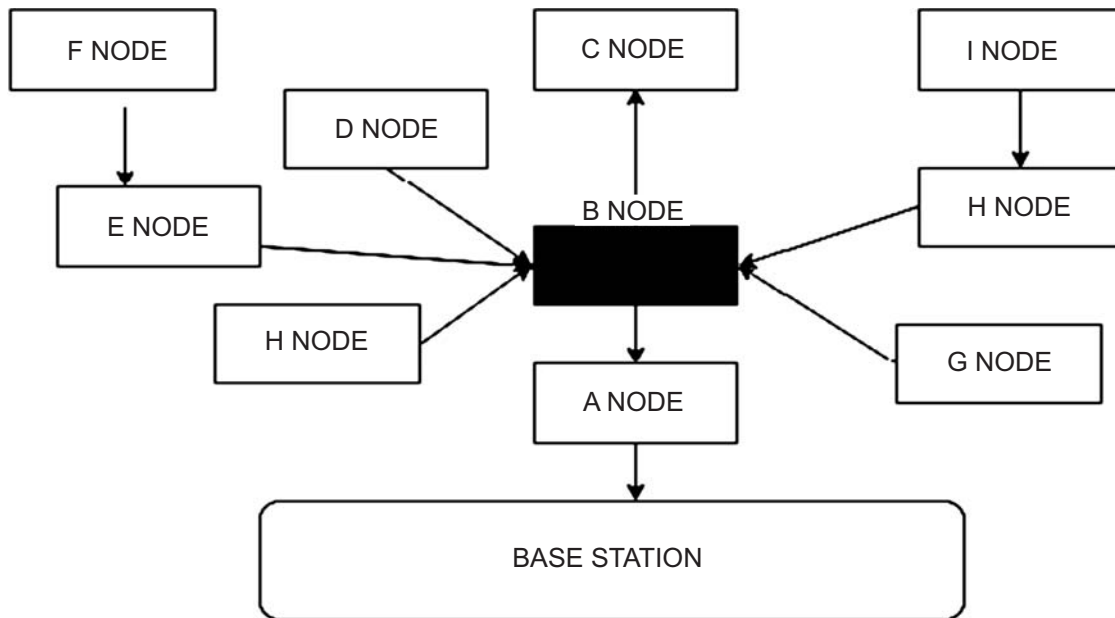 F NODE
C NODE
I NODE
D NODE
E NODE
B NODE
H NODE
H NODE
G NODE
A NODE
BASE STATION